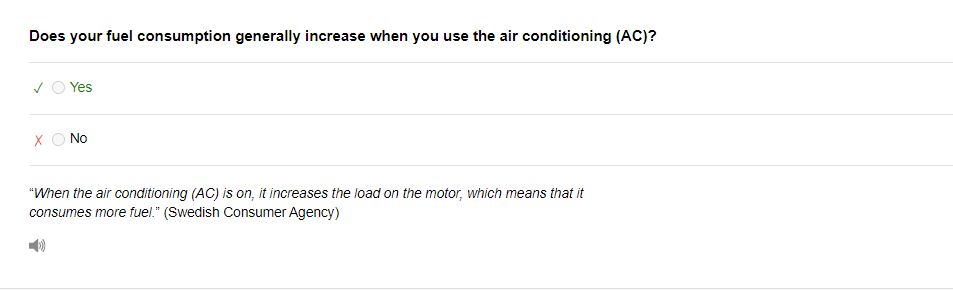 Does your fuel consumption generally increase when you use the air conditioning (AC)?
✓ Yes
X No
“When the air conditioning (AC) is on, it increases the load on the motor, which means that it
consumes more fuel.” (Swedish Consumer Agency)